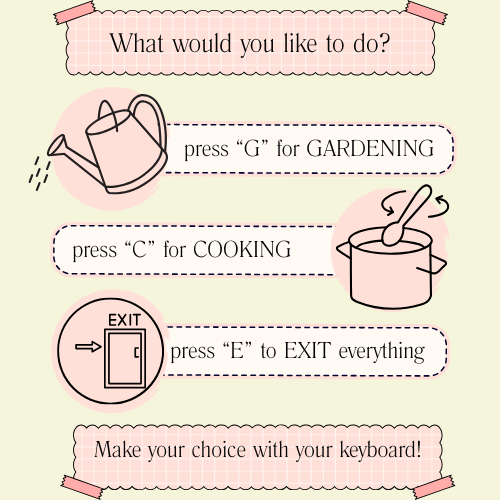 What would you like to do?
press “G” for GARDENING
press “C” for COOKING
EXIT
press “E” to EXIT everything
Make your choice with your keyboard!